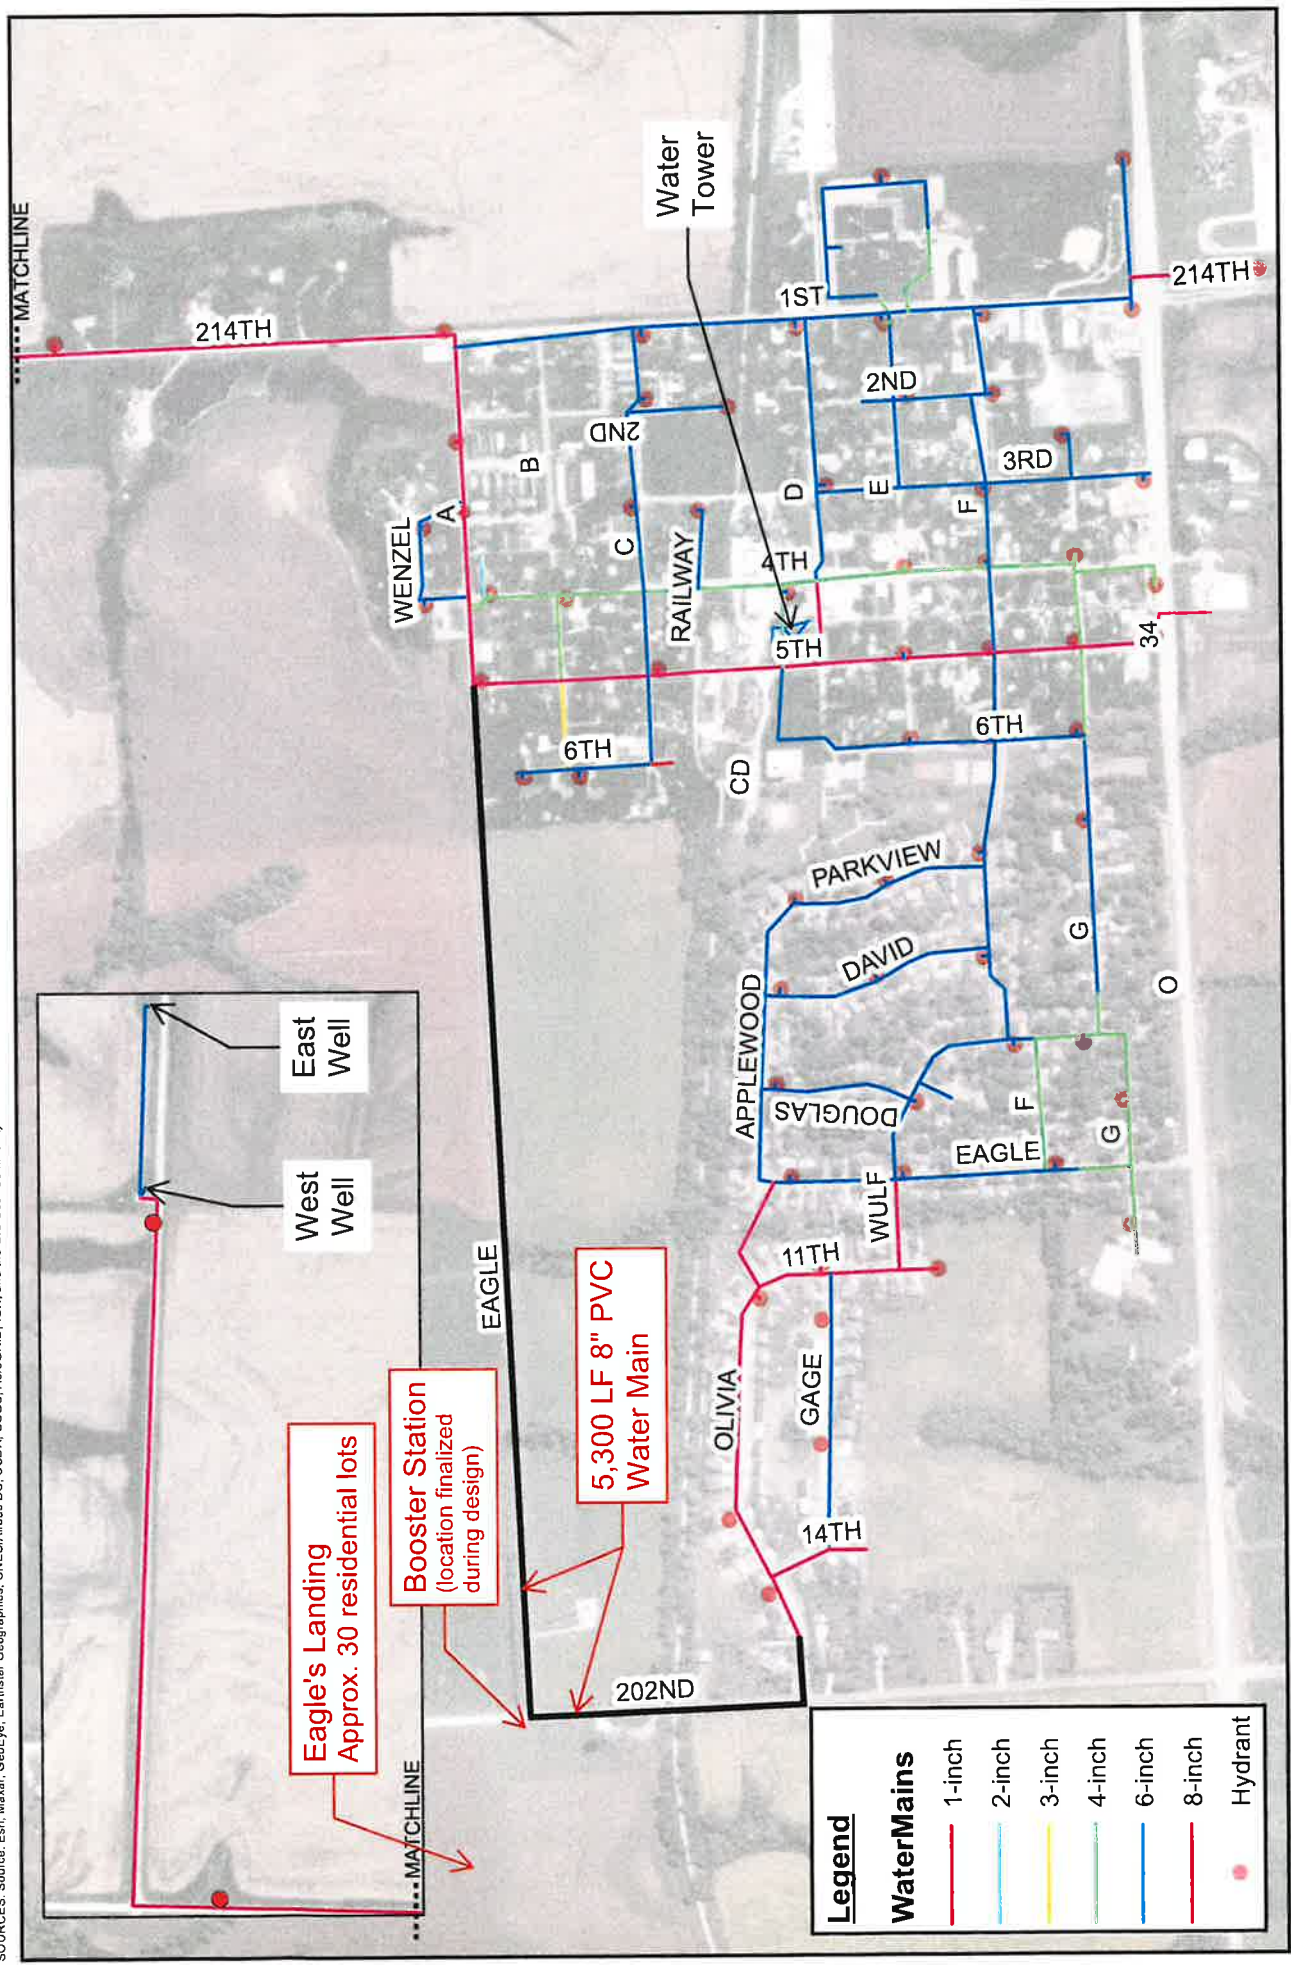 MATCHLINE
214TH
Water
Tower
1ST
214TH
2ND
2ND
B
A
WENZEL
C
D
E
F
3RD
RAILWAY
4TH
5TH
34
6TH
6TH
CD
PARKVIEW
DAVID
G
O
APPLEWOOD
DOUGLAS
F
G
EAGLE
WULF
11TH
EAGLE
OLIVIA
GAGE
14TH
202ND
East
Well
West
Well
MATCHLINE
Eagle's Landing
Approx. 30 residential lots
Booster Station
(location finalized
during design)
5,300 LF 8" PVC
Water Main
Legend
WaterMains
1-inch
2-inch
3-inch
4-inch
6-inch
8-inch
Hydrant